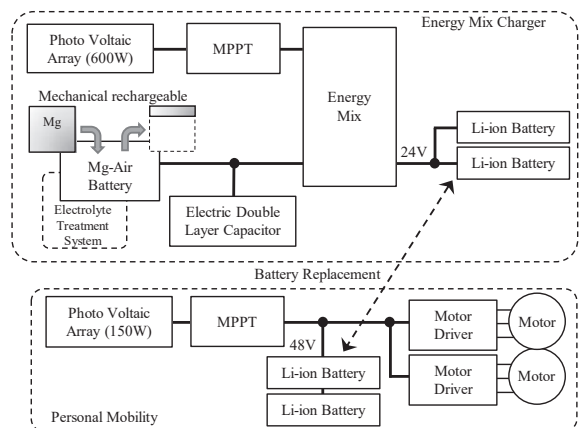 Energy Mix Charger
Photo Voltaic
Array (600W)
MPPT
Energy
Mix
Mechanical rechargeable
Mg
Mg-Air
Battery
Electrolyte
Treatment
System
Electric Double
Layer Capacitor
24V
Li-ion Battery
Li-ion Battery
Battery Replacement
Photo Voltaic
Array (150W)
MPPT
48V
Li-ion Battery
Li-ion Battery
Motor
Driver
Motor
Motor
Driver
Motor
Personal Mobility